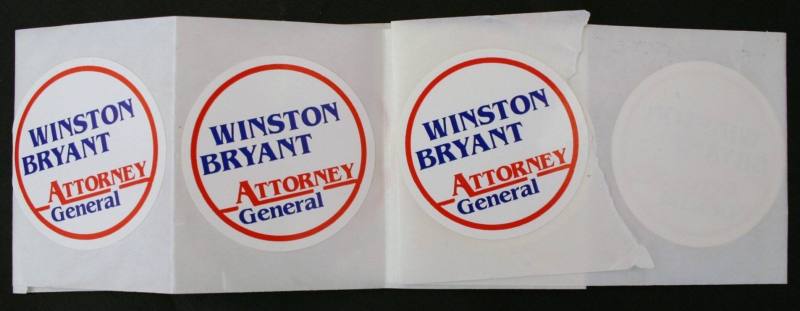 WINSTON
BRYANT
ATTORNEY
General
WINSTON
BRYANT
ATTORNEY
General
WINSTON
BRYANT
ATTORNEY
General